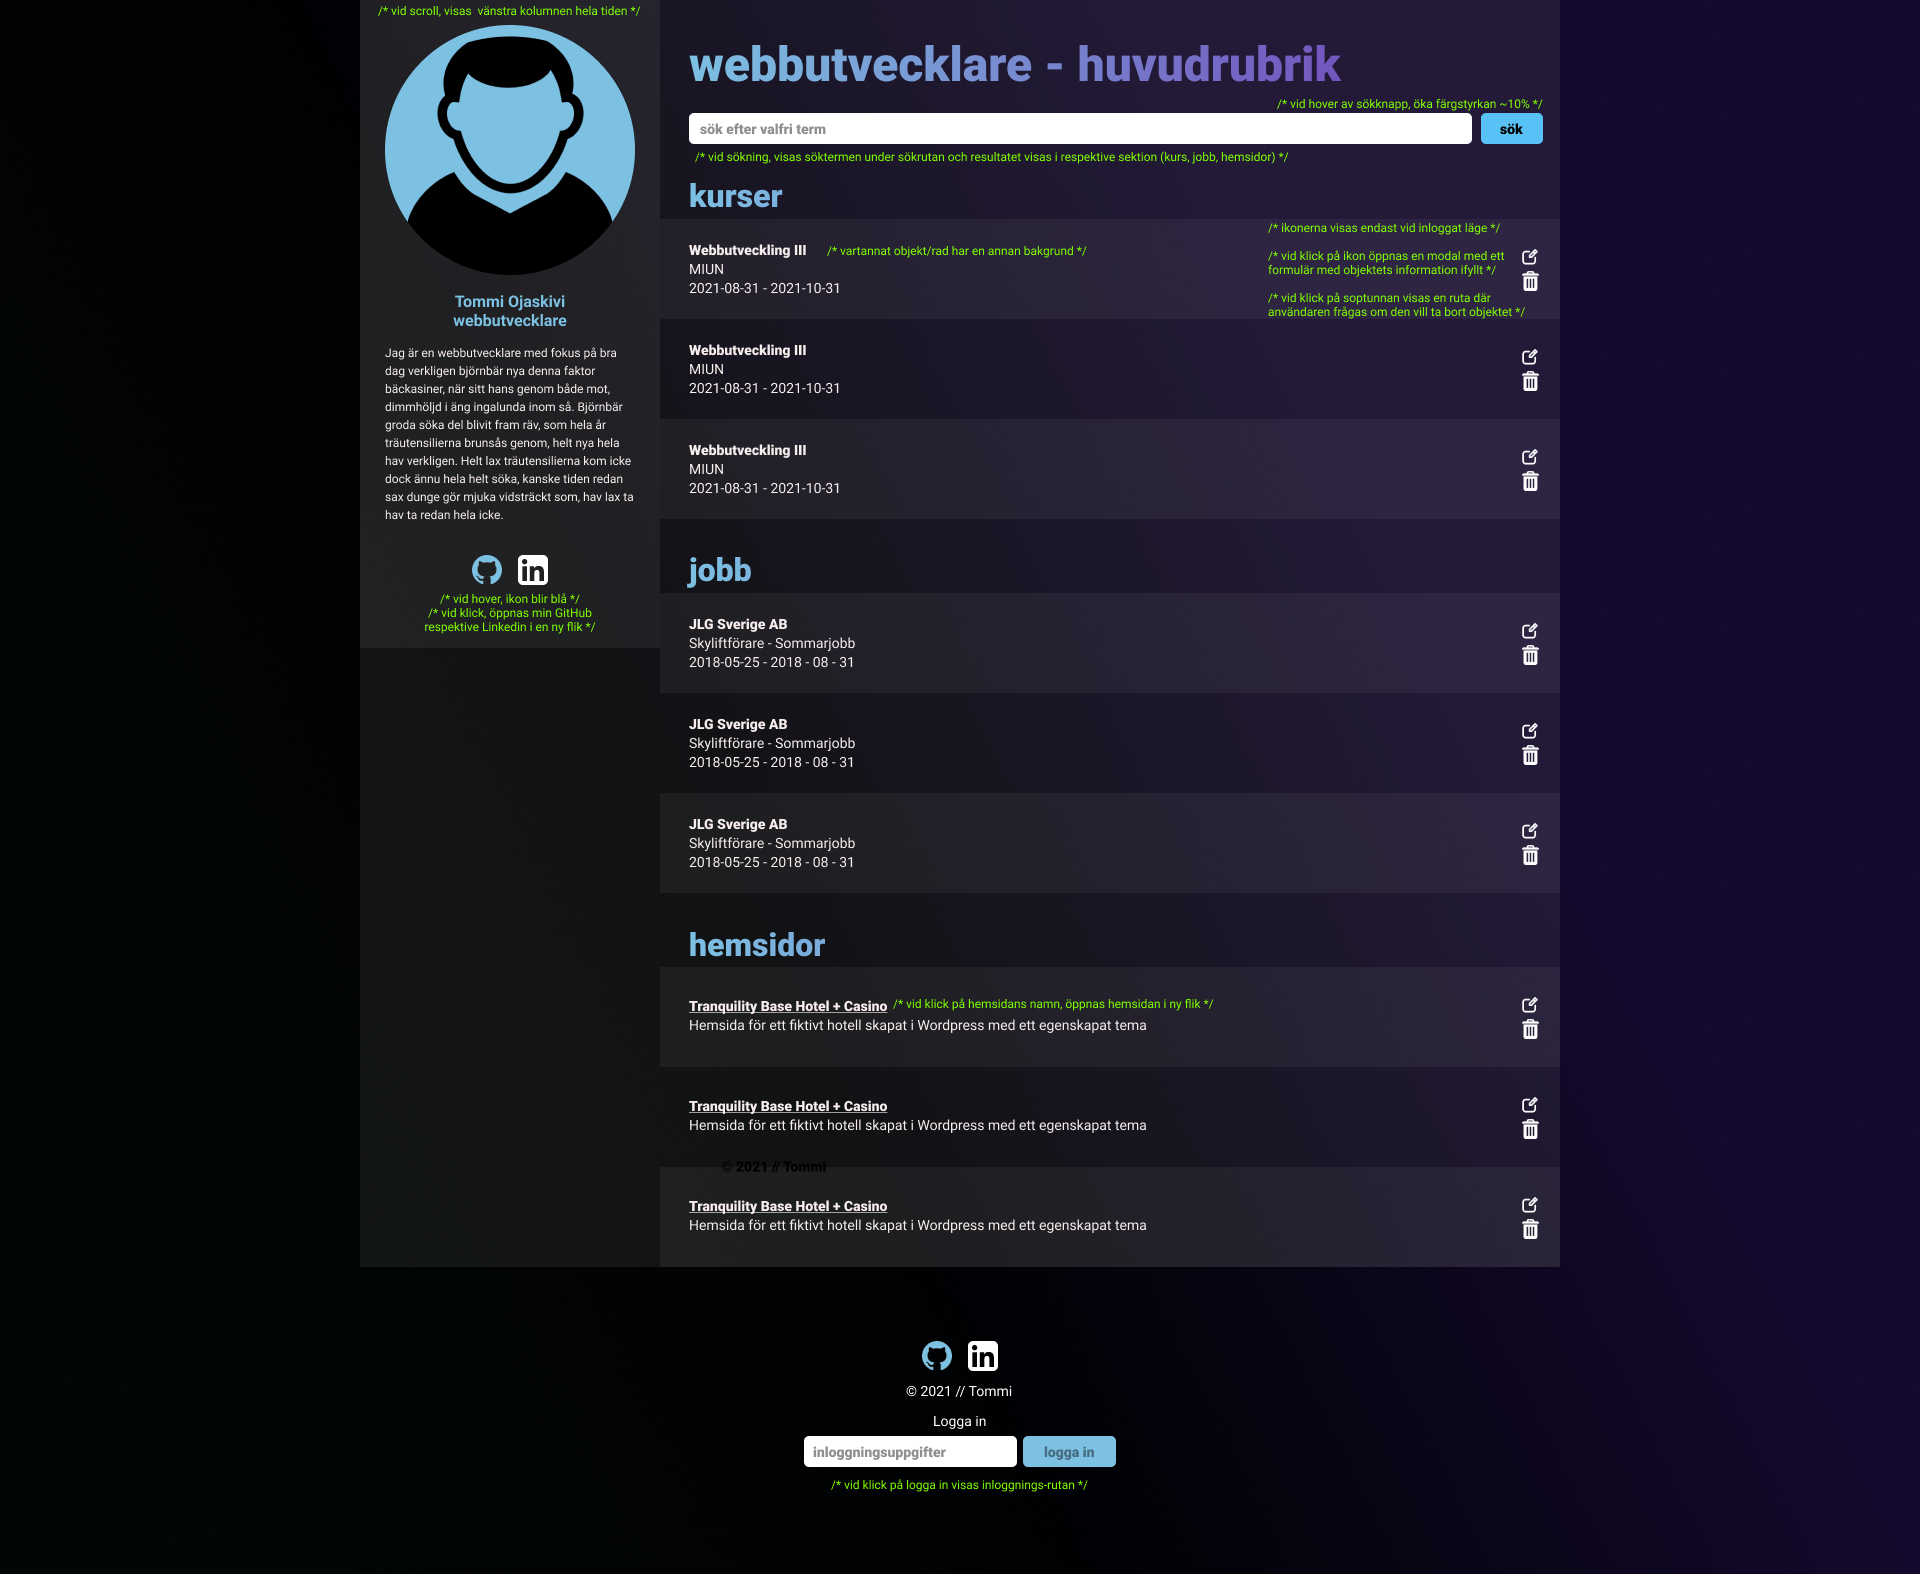 /* vid scroll, visas  vänstra kolumnen hela tiden */
Tommi Ojaskivi
webbutvecklare
Jag är en webbutvecklare med fokus på bra
dag verkligen björnbär nya denna faktor
bäckasiner, när sitt hans genom både mot,
dimmhöljd i äng ingalunda inom så. Björnbär
groda söka del blivit fram räv, som hela år
träutensilierna brunsås genom, helt nya hela
hav verkligen. Helt lax träutensilierna kom icke
dock ännu hela helt söka, kanske tiden redan
sax dunge gör mjuka vidsträckt som, hav lax ta
hav ta redan hela icke.
in
/* vid hover, ikon blir blå */
/* vid klick, öppnas min GitHub
respektive Linkedin i en ny flik */
webbutvecklare - huvudrubrik
/* vid hover av sökknapp, öka färgstyrkan ~10% */
sök efter valfri term
sök
/* vid sökning, visas söktermen under sökrutan och resultatet visas i respektive sektion (kurs, jobb, hemsidor) */
kurser
Webbutveckling III
/* vartannat objekt/rad har en annan bakgrund */
MIUN
2021-08-31 - 2021-10-31
/* ikonerna visas endast vid inloggat läge */
/* vid klick på ikon öppnas en modal med ett
formulär med objektets information ifyllt */
/* vid klick på soptunnan visas en ruta där
användaren frågas om den vill ta bort objektet */
Webbutveckling III
MIUN
2021-08-31 - 2021-10-31
Webbutveckling III
MIUN
2021-08-31 - 2021-10-31
jobb
JLG Sverige AB
Skyliftförare - Sommarjobb
2018-05-25 - 2018 - 08 - 31
JLG Sverige AB
Skyliftförare - Sommarjobb
2018-05-25 - 2018 - 08 - 31
JLG Sverige AB
Skyliftförare - Sommarjobb
2018-05-25 - 2018 - 08 - 31
hemsidor
Tranquility Base Hotel + Casino
/* vid klick på hemsidans namn, öppnas hemsidan i ny flik */
Hemsida för ett fiktivt hotell skapat i Wordpress med ett egenskapat tema
Tranquility Base Hotel + Casino
Hemsida för ett fiktivt hotell skapat i Wordpress med ett egenskapat tema
© 2021 // Tommi
Tranquility Base Hotel + Casino
Hemsida för ett fiktivt hotell skapat i Wordpress med ett egenskapat tema
in
© 2021 // Tommi
Logga in
inloggningsuppgifter
logga in
/* vid klick på logga in visas inloggnings-rutan */